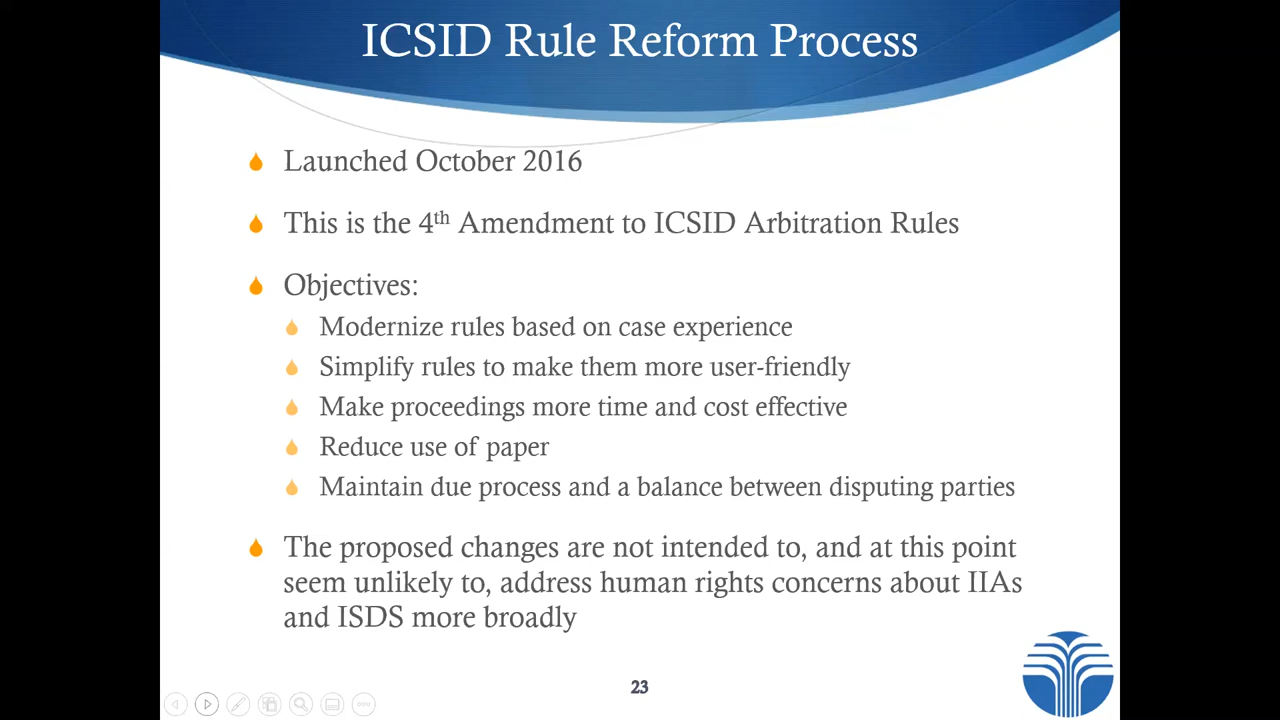 ICSID Rule Reform Process
Launched October 2016
This is the 4th Amendment to ICSID Arbitration Rules
Objectives:
Modernize rules based on case experience
Simplify rules to make them more user-friendly
Make proceedings more time and cost effective
Reduce use of paper
Maintain due process and a balance between disputing parties
The proposed changes are not intended to, and at this point
seem unlikely to, address human rights concerns about IIAs
and ISDS more broadly
23